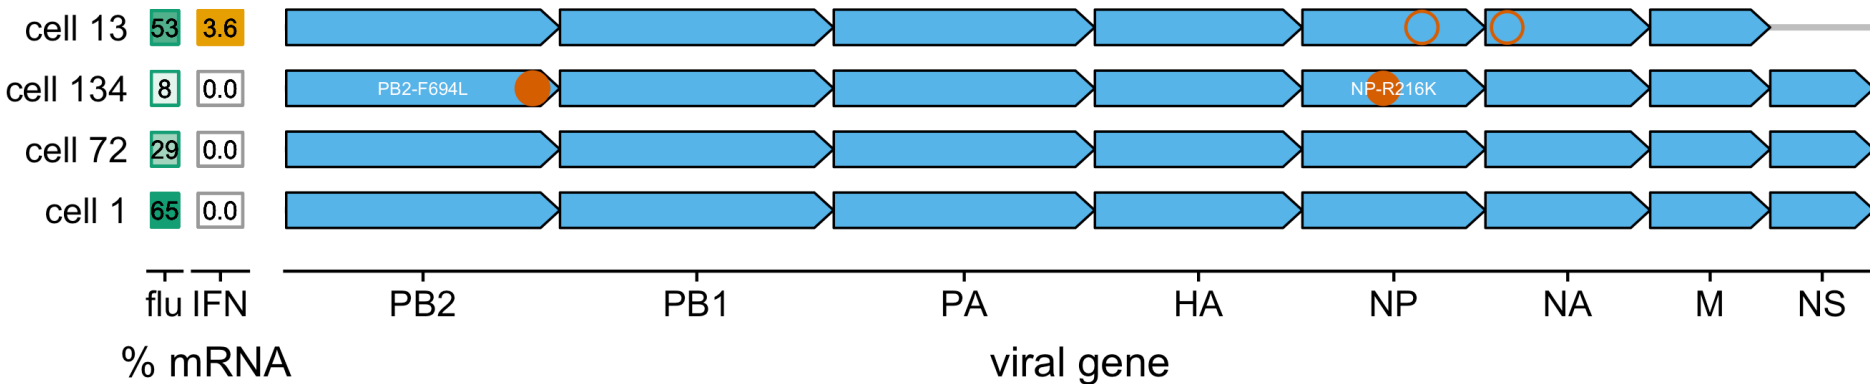 cell 13 53 3.6
cell 134 8 0.0 PB2-F694L NP-R216K
cell 72 29 0.0
cell 1 65 0.0
flu IFN PB2 PB1 PA HA NP NA M NS
% mRNA viral gene